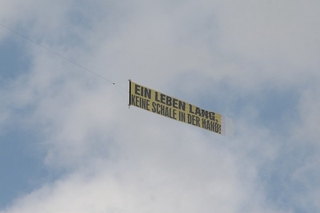 EIN LEBEN LANG.
KEINE SCHALE IN DER HAND!